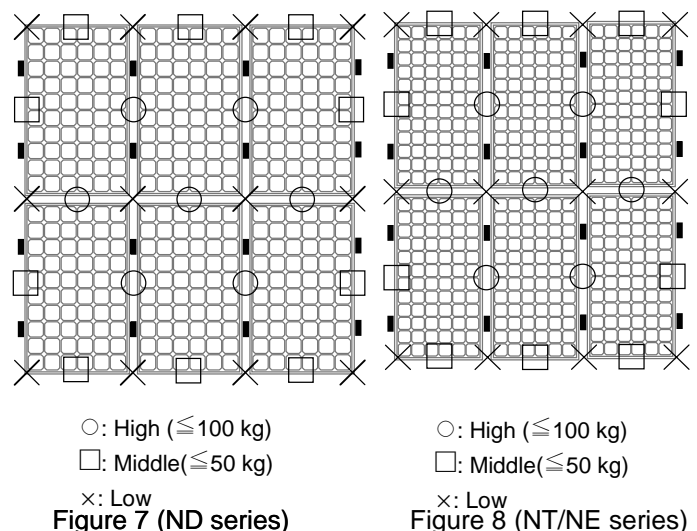 ○: High (≦100 kg)
□: Middle(≦50 kg)
×: Low
Figure 7 (ND series)
○: High (≦100 kg)
□: Middle(≦50 kg)
×: Low
Figure 8 (NT/NE series)